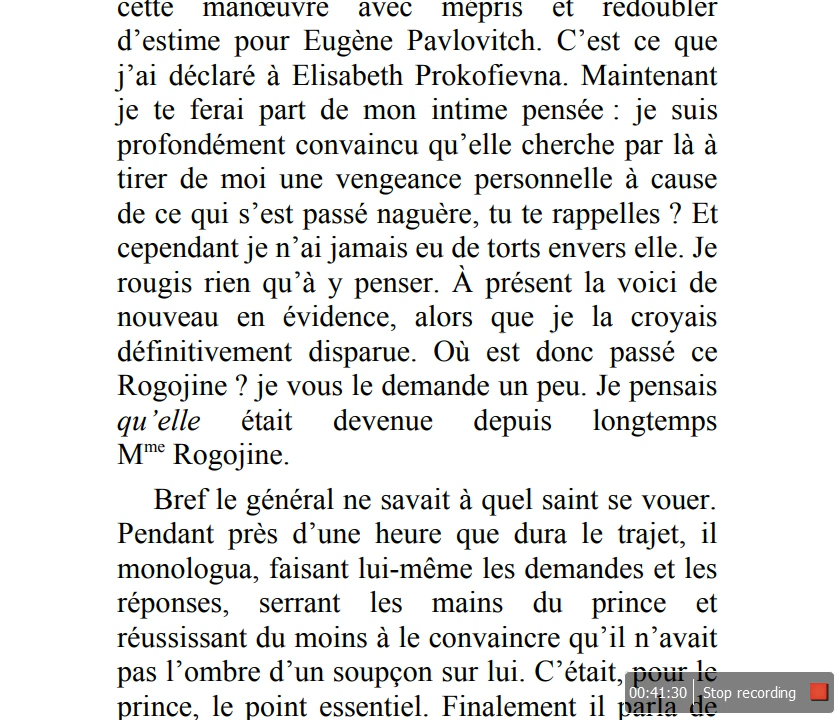 cette manœuvre avec mépris et redoubler
d’estime pour Eugène Pavlovitch. C’est ce que
j’ai déclaré à Elisabeth Prokofievna. Maintenant
je te ferai part de mon intime pensée : je suis
profondément convaincu qu’elle cherche par là à
tirer de moi une vengeance personnelle à cause
de ce qui s’est passé naguère, tu te rappelles ? Et
cependant je n’ai jamais eu de torts envers elle. Je
rougis rien qu’à y penser. À présent la voici de
nouveau en évidence, alors que je la croyais
définitivement disparue. Où est donc passé ce
Rogojine ? je vous le demande un peu. Je pensais
qu’elle était devenue depuis longtemps
Mme Rogojine.
Bref le général ne savait à quel saint se vouer.
Pendant près d’une heure que dura le trajet, il
monologua, faisant lui-même les demandes et les
réponses, serrant les mains du prince et
réussissant du moins à le convaincre qu’il n’avait
pas l’ombre d’un soupçon sur lui. C’était, pour le
prince, le point essentiel. Finalement il parla de
00:41:30 Stop recording